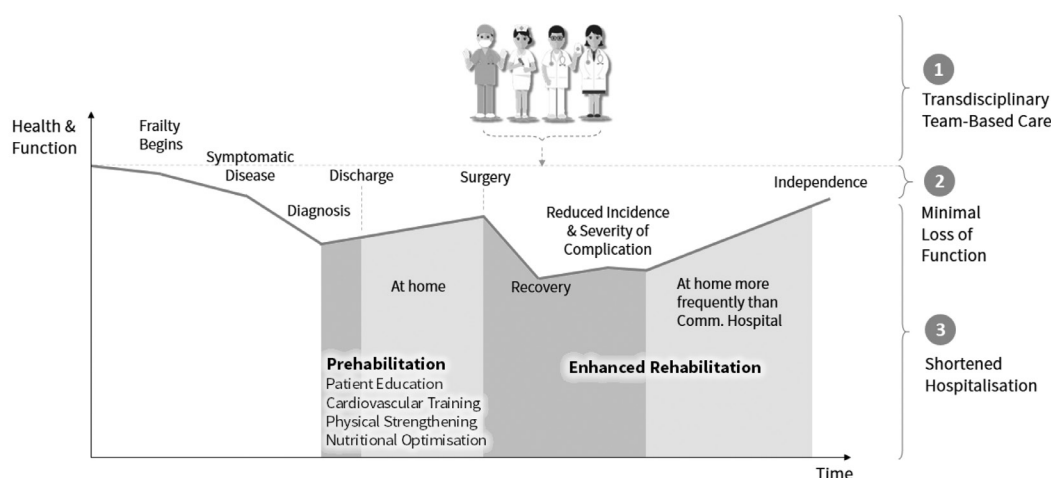 1
Transdisciplinary
Team-Based Care
Health &
Function
Frailty
Begins
Symptomatic
Disease
Discharge
Surgery
Independence
2
Minimal
Loss of
Function
Diagnosis
Reduced Incidence
& Severity of
Complication
At home
Recovery
At home more
frequently than
Comm. Hospital
3
Shortened
Hospitalisation
Prehabilitation
Patient Education
Cardiovascular Training
Physical Strengthening
Nutritional Optimisation
Enhanced Rehabilitation
Time